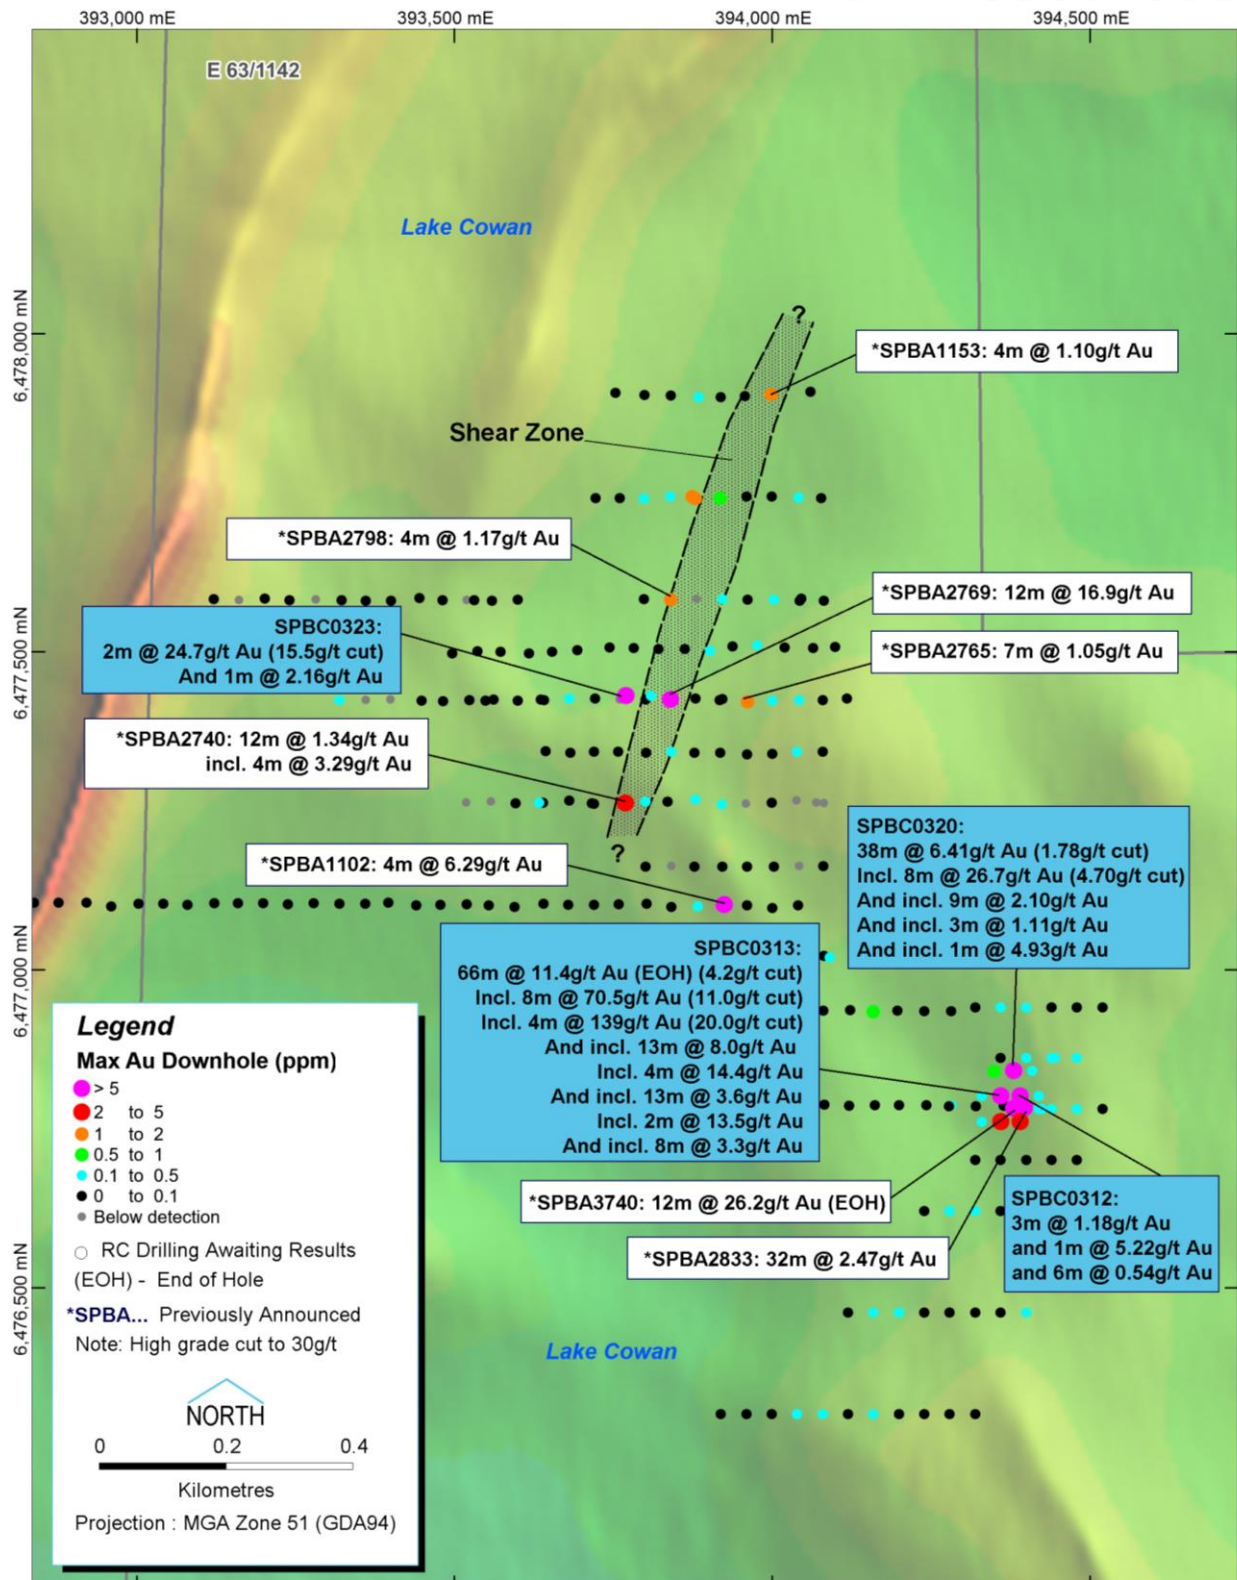 393,000 mE
393,500 mE
394,000 mE
394,500 mE
E 63/1142
Lake Cowan
6,478,000 mN
?
*SPBA1153: 4m @ 1.10g/t Au
Shear Zone
*SPBA2798: 4m @ 1.17g/t Au
*SPBA2769: 12m @ 16.9g/t Au
SPBC0323:
2m @ 24.7g/t Au (15.5g/t cut)
And 1m @ 2.16g/t Au
6,477,500 mN
*SPBA2765: 7m @ 1.05g/t Au
*SPBA2740: 12m @ 1.34g/t Au
incl. 4m @ 3.29g/t Au
?
*SPBA1102: 4m @ 6.29g/t Au
SPBC0320:
38m @ 6.41g/t Au (1.78g/t cut)
Incl. 8m @ 26.7g/t Au (4.70g/t cut)
And incl. 9m @ 2.10g/t Au
And incl. 3m @ 1.11g/t Au
And incl. 1m @ 4.93g/t Au
6,477,000 mN
SPBC0313:
66m @ 11.4g/t Au (EOH) (4.2g/t cut)
Incl. 8m @ 70.5g/t Au (11.0g/t cut)
Incl. 4m @ 139g/t Au (20.0g/t cut)
And incl. 13m @ 8.0g/t Au
Incl. 4m @ 14.4g/t Au
And incl. 13m @ 3.6g/t Au
Incl. 2m @ 13.5g/t Au
And incl. 8m @ 3.3g/t Au
*SPBA3740: 12m @ 26.2g/t Au (EOH)
*SPBA2833: 32m @ 2.47g/t Au
SPBC0312:
3m @ 1.18g/t Au
and 1m @ 5.22g/t Au
and 6m @ 0.54g/t Au
6,476,500 mN
Lake Cowan
Legend
Max Au Downhole (ppm)
> 5
2 to 5
1 to 2
0.5 to 1
0.1 to 0.5
0 to 0.1
Below detection
RC Drilling Awaiting Results
(EOH) - End of Hole
*SPBA... Previously Announced
Note: High grade cut to 30g/t
NORTH
0 0.2 0.4
Kilometres
Projection : MGA Zone 51 (GDA94)